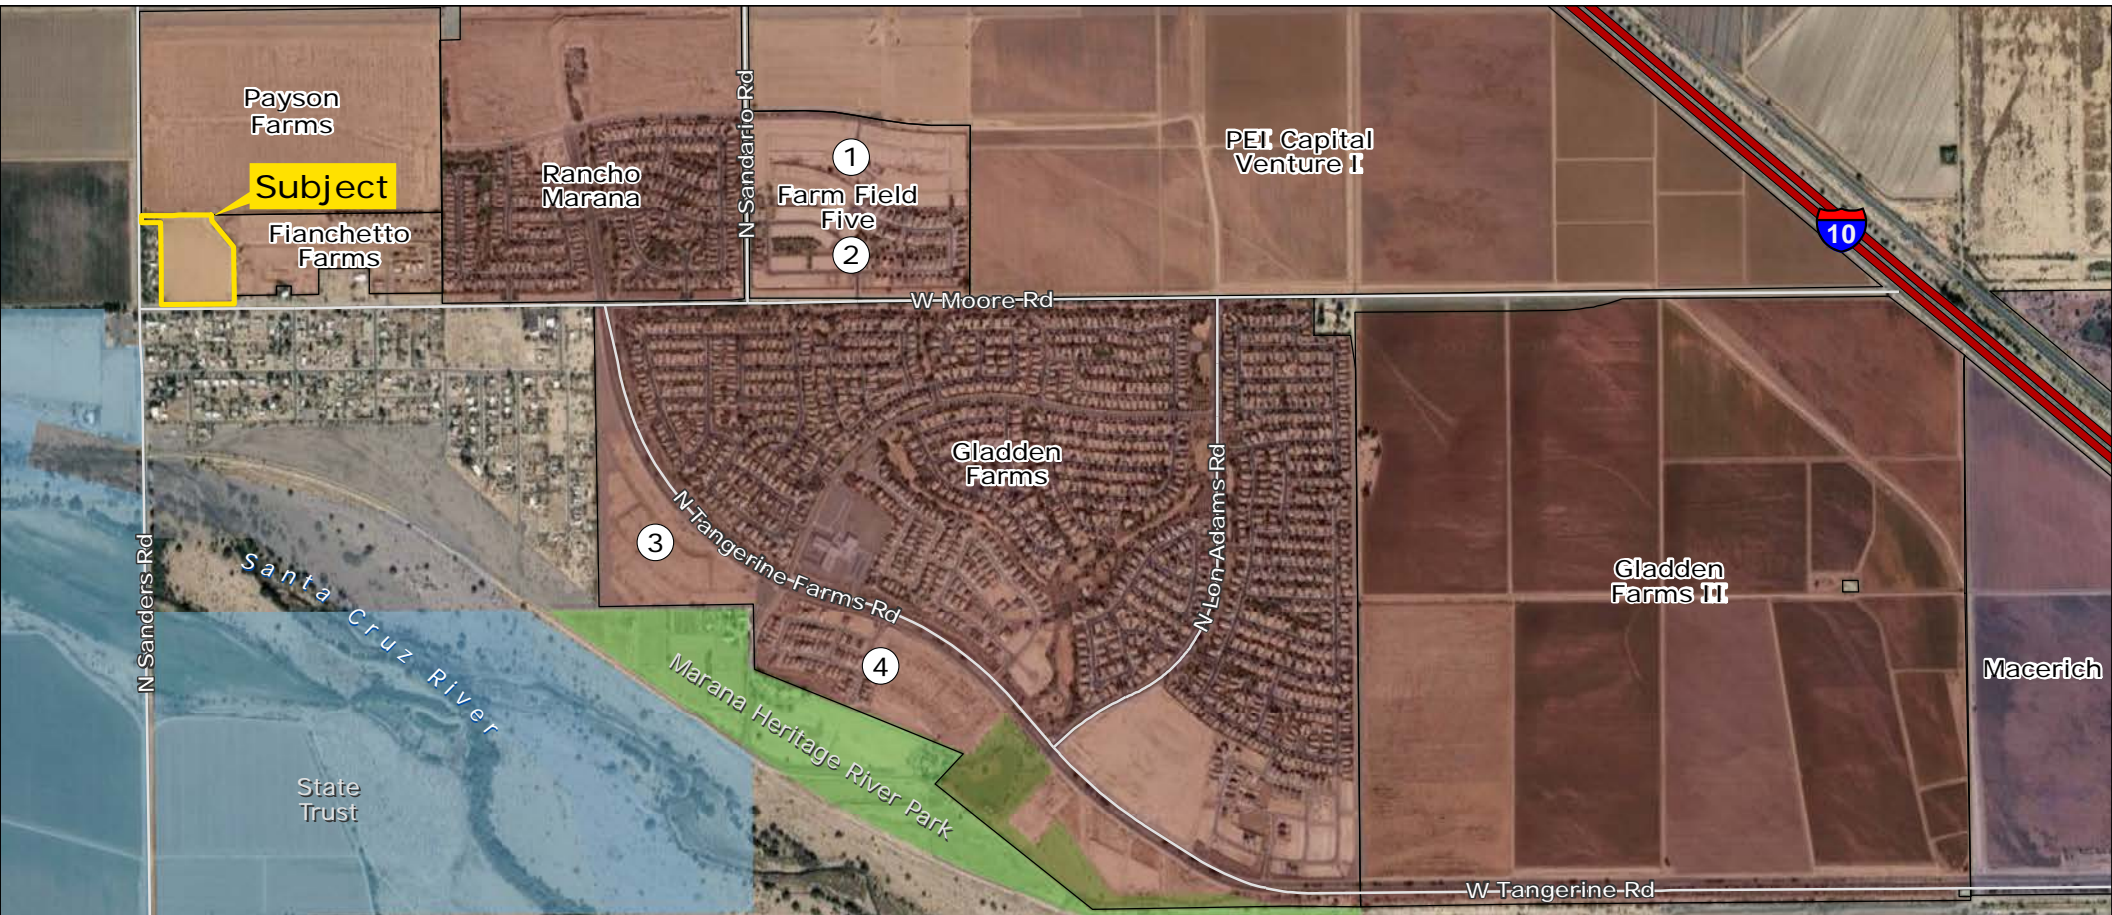 Payson
Farms
Subject
Fianchetto
Farms
Rancho
Marana
N Sandario Rd
1
Farm Field
Five
2
PEI Capital
Venture I
10
W Moore Rd
Gladden
Farms
N Lon Adams Rd
N Tangerine Farms Rd
3
4
Gladden
Farms II
Macerich
N Sanders Rd
Santa Cruz River
Marana Heritage River Park
State
Trust
W Tangerine Rd